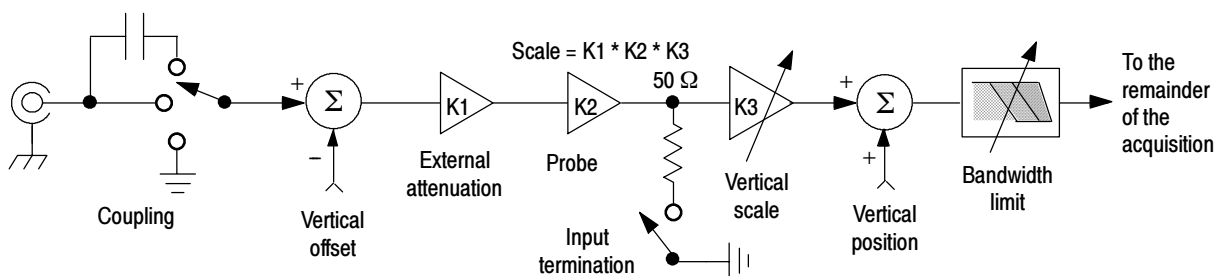 Scale = K1 * K2 * K3
50 Ω
To the
remainder
of the
acquisition
+
Σ
–
K1
K2
K3
+
Σ
+
Coupling
Vertical
offset
External
attenuation
Probe
Input
termination
Vertical
scale
Vertical
position
Bandwidth
limit